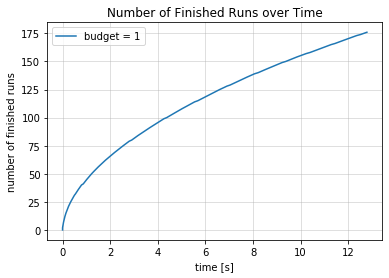 Number of Finished Runs over Time
budget = 1
number of finished runs
175
150
125
100
75
50
25
0
0 2 4 6 8 10 12
time [s]